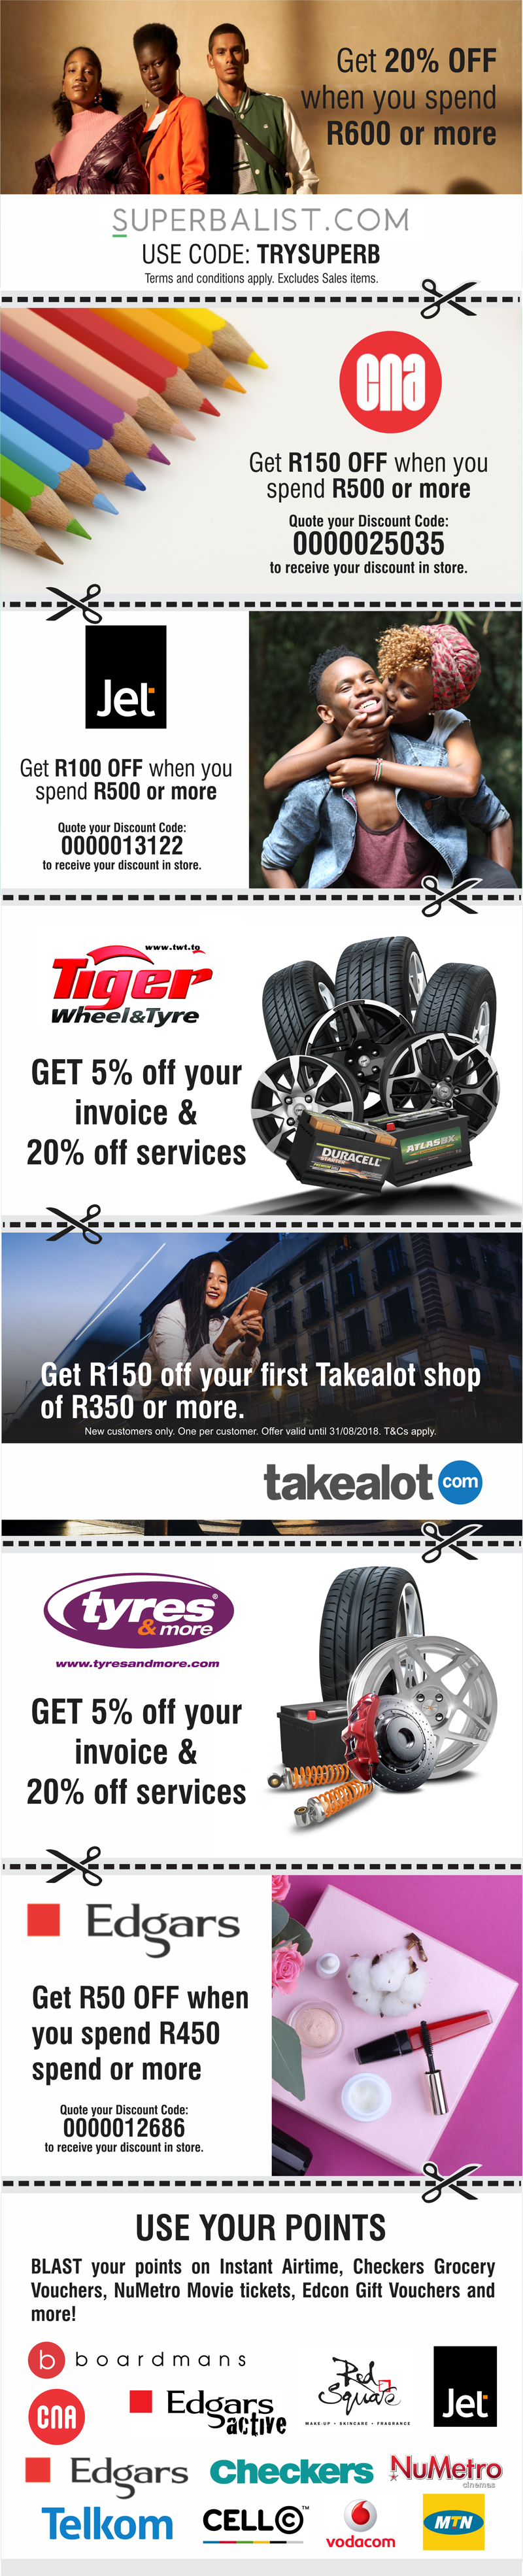 Get 20% OFF
when you spend
R600 or more
SUPERBALIST.COM
USE CODE: TRYSUPERB
Terms and conditions apply. Excludes Sales items.
cna
Get R150 OFF when you
spend R500 or more
Quote your Discount Code:
0000025035
to receive your discount in store.
Jet
Get R100 OFF when you
spend R500 or more
Quote your Discount Code:
0000013122
to receive your discount in store.
www.twt.to
Tiger
Wheel&Tyre
GET 5% off your
invoice &
20% off services
DURACELL
STARTER
ATLASBX
Get R150 off your first Takealot shop
of R350 or more.
New customers only. One per customer. Offer valid until 31/08/2018. T&Cs apply.
takealot com
tyres®
& more
www.tyresandmore.com
GET 5% off your
invoice &
20% off services
Edgars
Get R50 OFF when
you spend R450
spend or more
Quote your Discount Code:
0000012686
to receive your discount in store.
USE YOUR POINTS
BLAST your points on Instant Airtime, Checkers Grocery
Vouchers, NuMetro Movie tickets, Edcon Gift Vouchers and
more!
b boardmans
Red
Square
MAKE-UP • SKINCARE • FRAGRANCE
Jet
cna
Edgars
active
Edgars
Checkers
NuMetro
cinemas
Telkom
CELL C™
vodacom
MTN